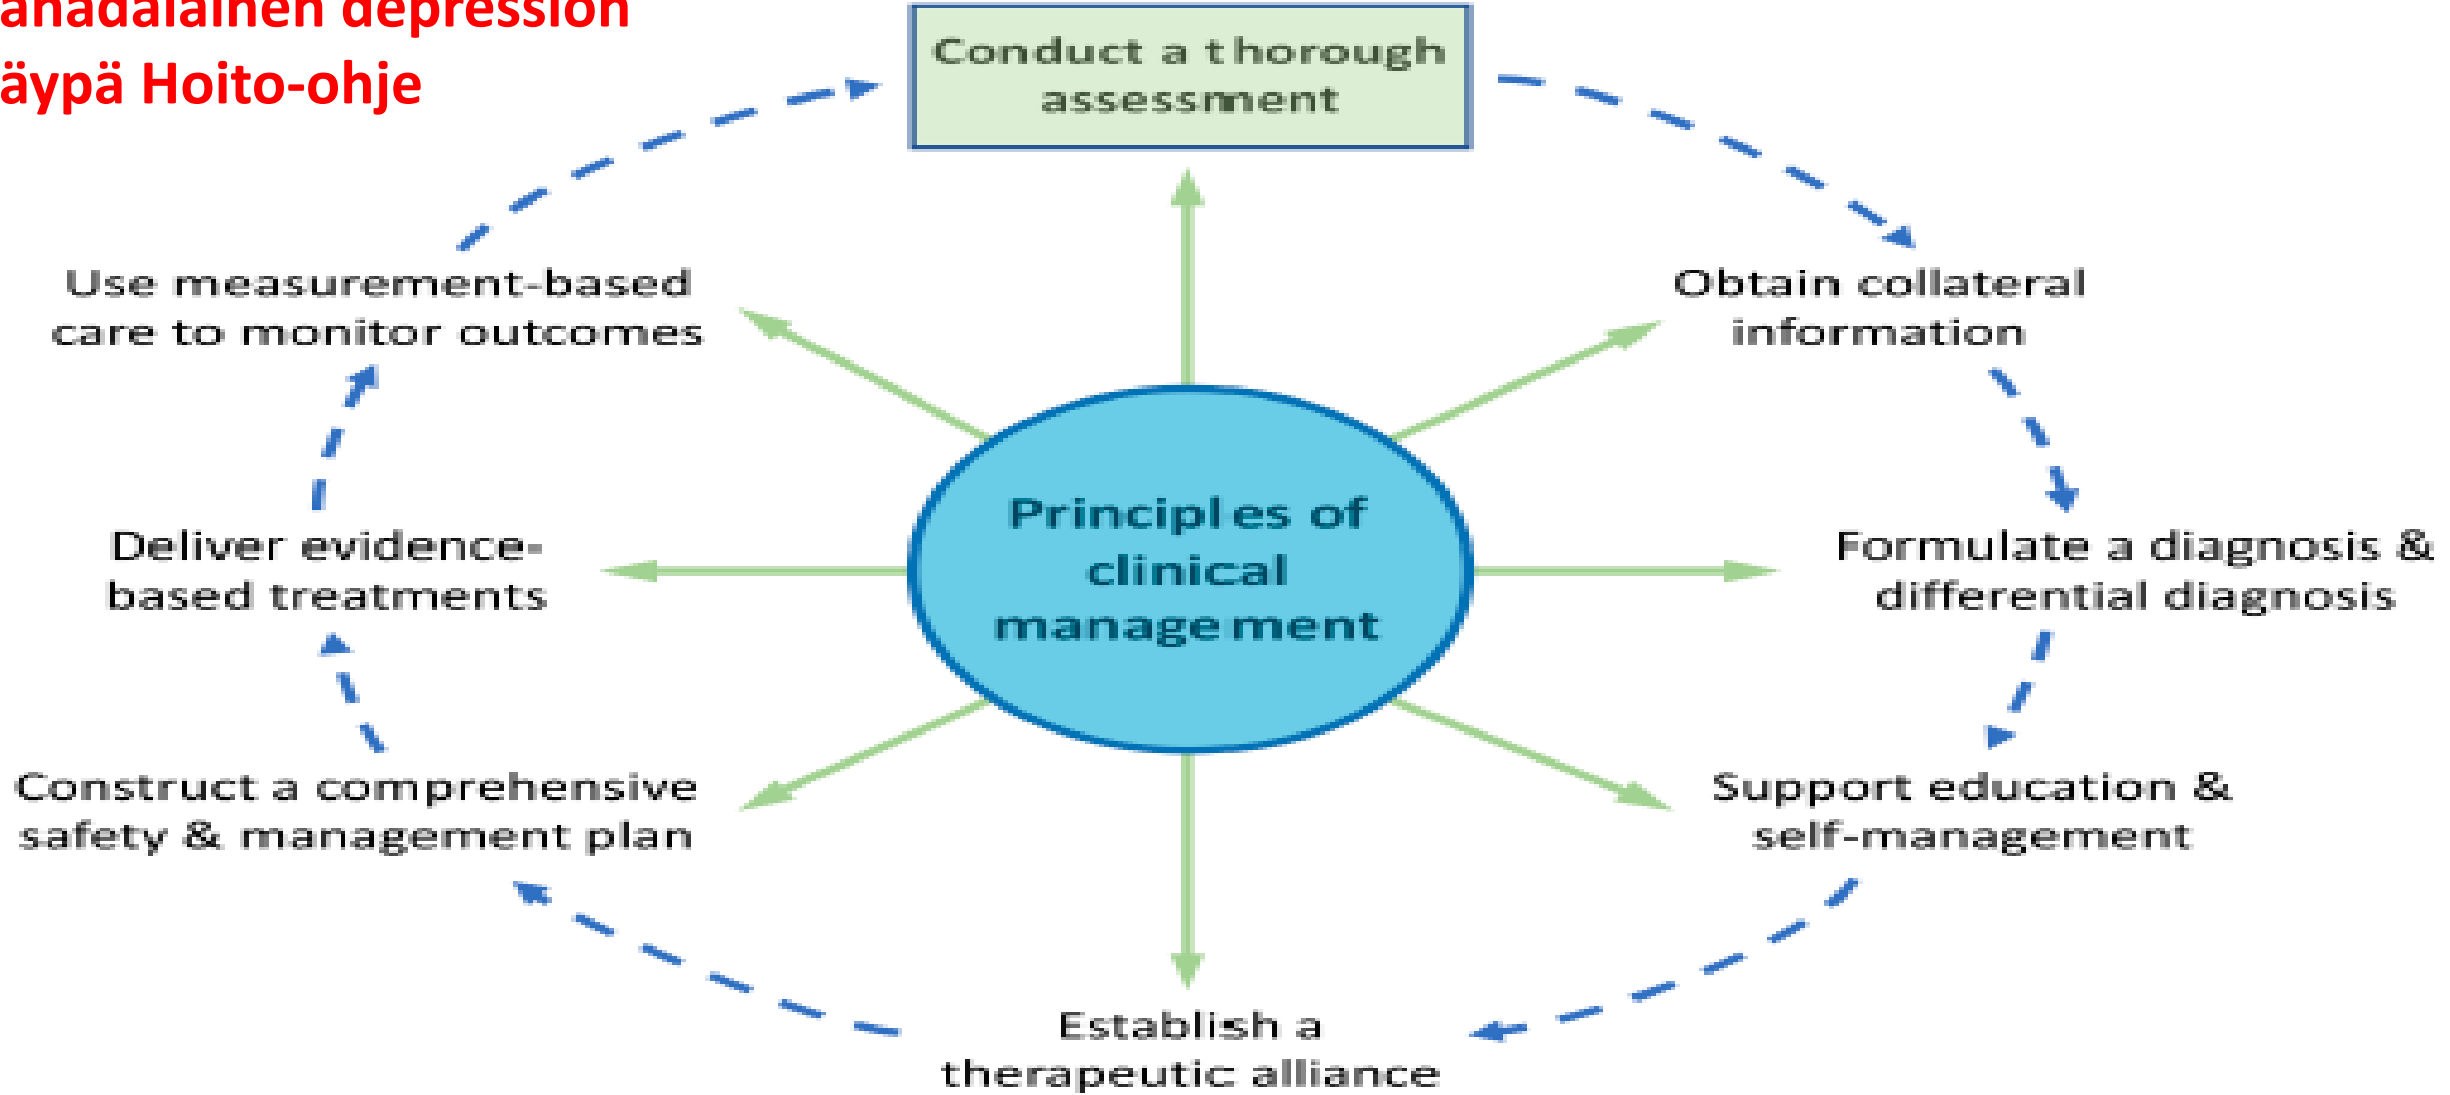 anadalainen depression
äypä Hoito-ohje
Conduct a thorough
assessment
Use measurement-based
care to monitor outcomes
Obtain collateral
information
Principles of
clinical
management
Deliver evidence-
based treatments
Formulate a diagnosis &
differential diagnosis
Construct a comprehensive
safety & management plan
Support education &
self-management
Establish a
therapeutic alliance